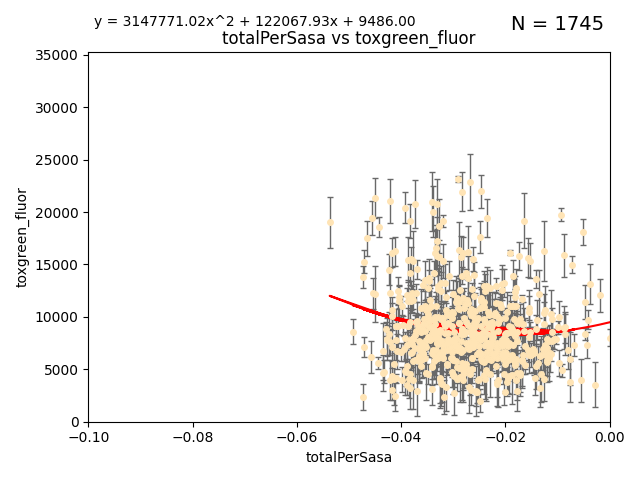 y = 3147771.02x^2 + 122067.93x + 9486.00
N = 1745
totalPerSasa vs toxgreen_fluor
35000
30000
25000
20000
15000
10000
5000
0
toxgreen_fluor
−0.10
−0.08
−0.06
−0.04
−0.02
0.00
totalPerSasa